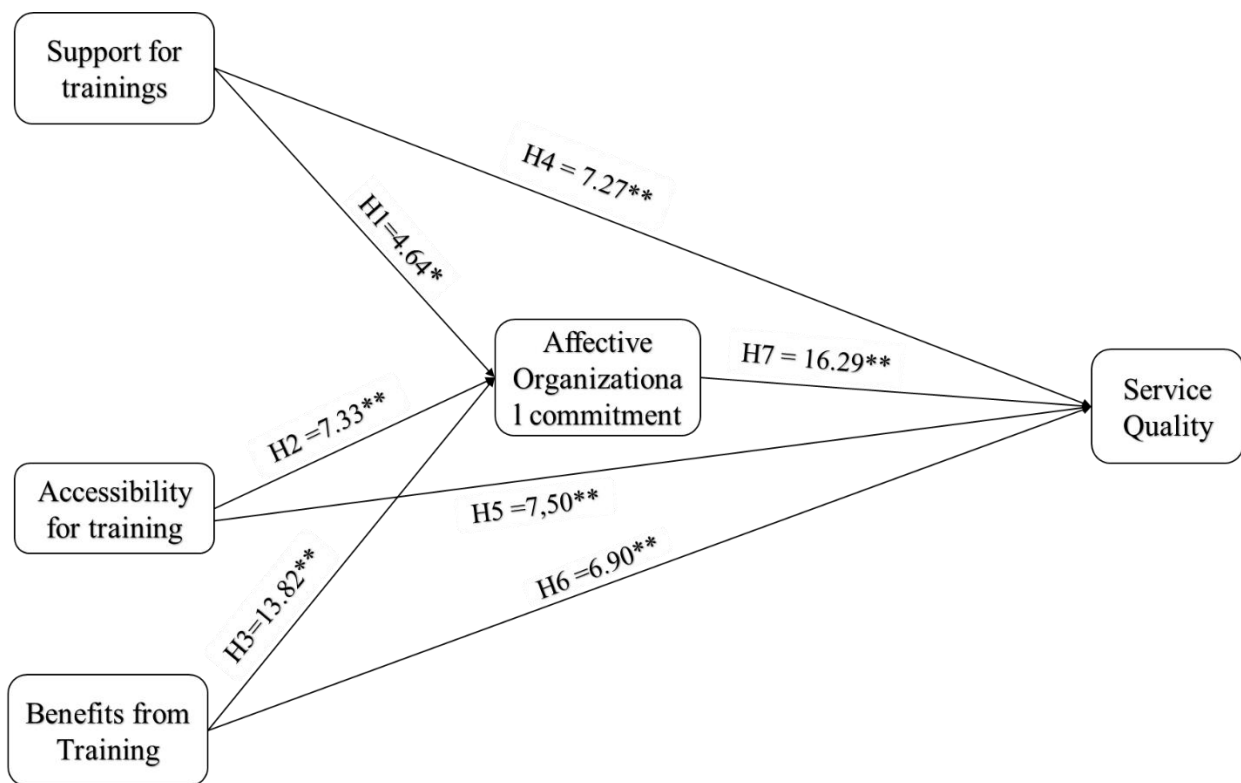 Support for
trainings
H4 = 7.27**
H1=4.64*
Affective
Organizationa
l commitment
H7 = 16.29**
Service
Quality
H2 =7.33**
Accessibility
for training
H5 =7,50**
H3=13.82**
H6 =6.90**
Benefits from
Training